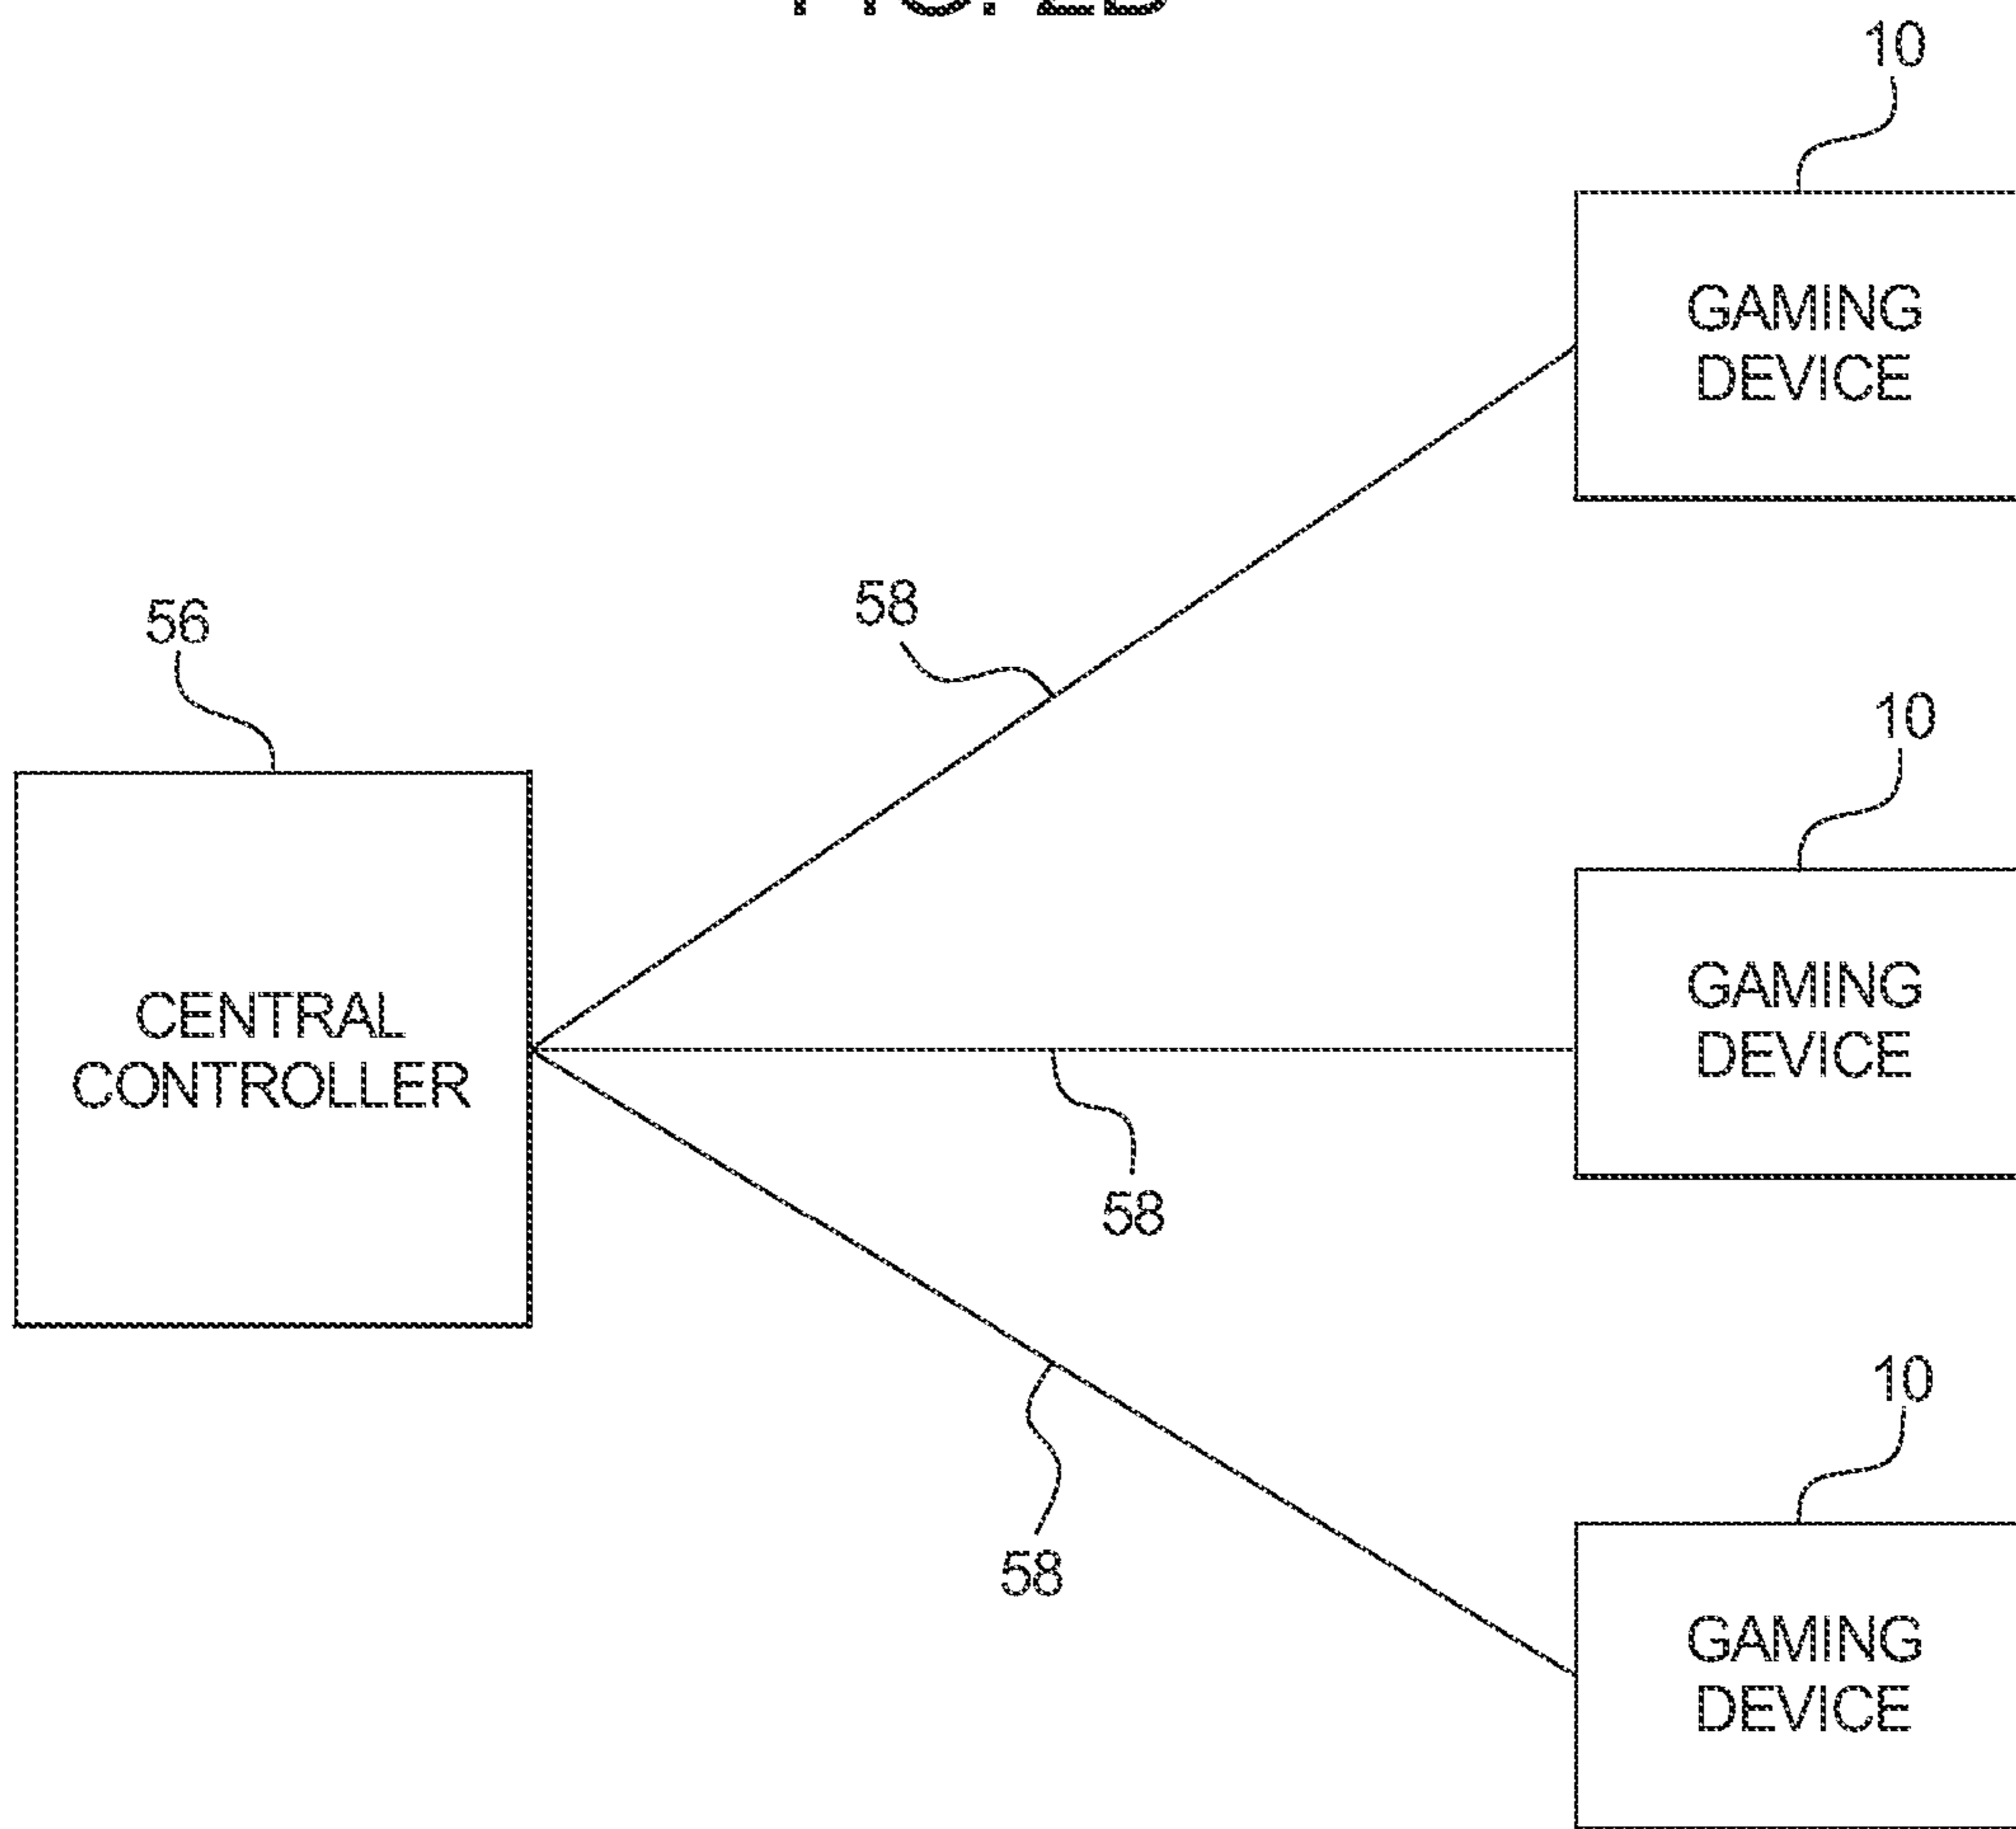 10
GAMING
DEVICE
58
56
10
CENTRAL
CONTROLLER
GAMING
DEVICE
58
10
58
GAMING
DEVICE